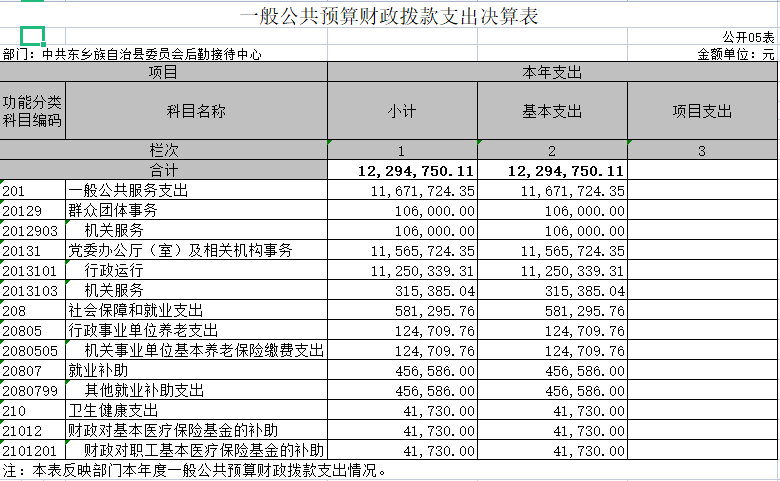 一般公共预算财政拨款支出决算表
公开05表
部门：中共东乡族自治县委员会后勤接待中心 金额单位：元
项目 本年支出
功能分类科目编码 科目名称 小计 基本支出 项目支出
栏次 1 2 3
合计 12,294,750.11 12,294,750.11
201 一般公共服务支出 11,671,724.35 11,671,724.35
20129 群众团体事务 106,000.00 106,000.00
2012903 机关服务 106,000.00 106,000.00
20131 党委办公厅（室）及相关机构事务 11,565,724.35 11,565,724.35
2013101 行政运行 11,250,339.31 11,250,339.31
2013103 机关服务 315,385.04 315,385.04
208 社会保障和就业支出 581,295.76 581,295.76
20805 行政事业单位养老支出 124,709.76 124,709.76
2080505 机关事业单位基本养老保险缴费支出 124,709.76 124,709.76
20807 就业补助 456,586.00 456,586.00
2080799 其他就业补助支出 456,586.00 456,586.00
210 卫生健康支出 41,730.00 41,730.00
21012 财政对基本医疗保险基金的补助 41,730.00 41,730.00
2101201 财政对职工基本医疗保险基金的补助 41,730.00 41,730.00
注：本表反映部门本年度一般公共预算财政拨款支出情况。